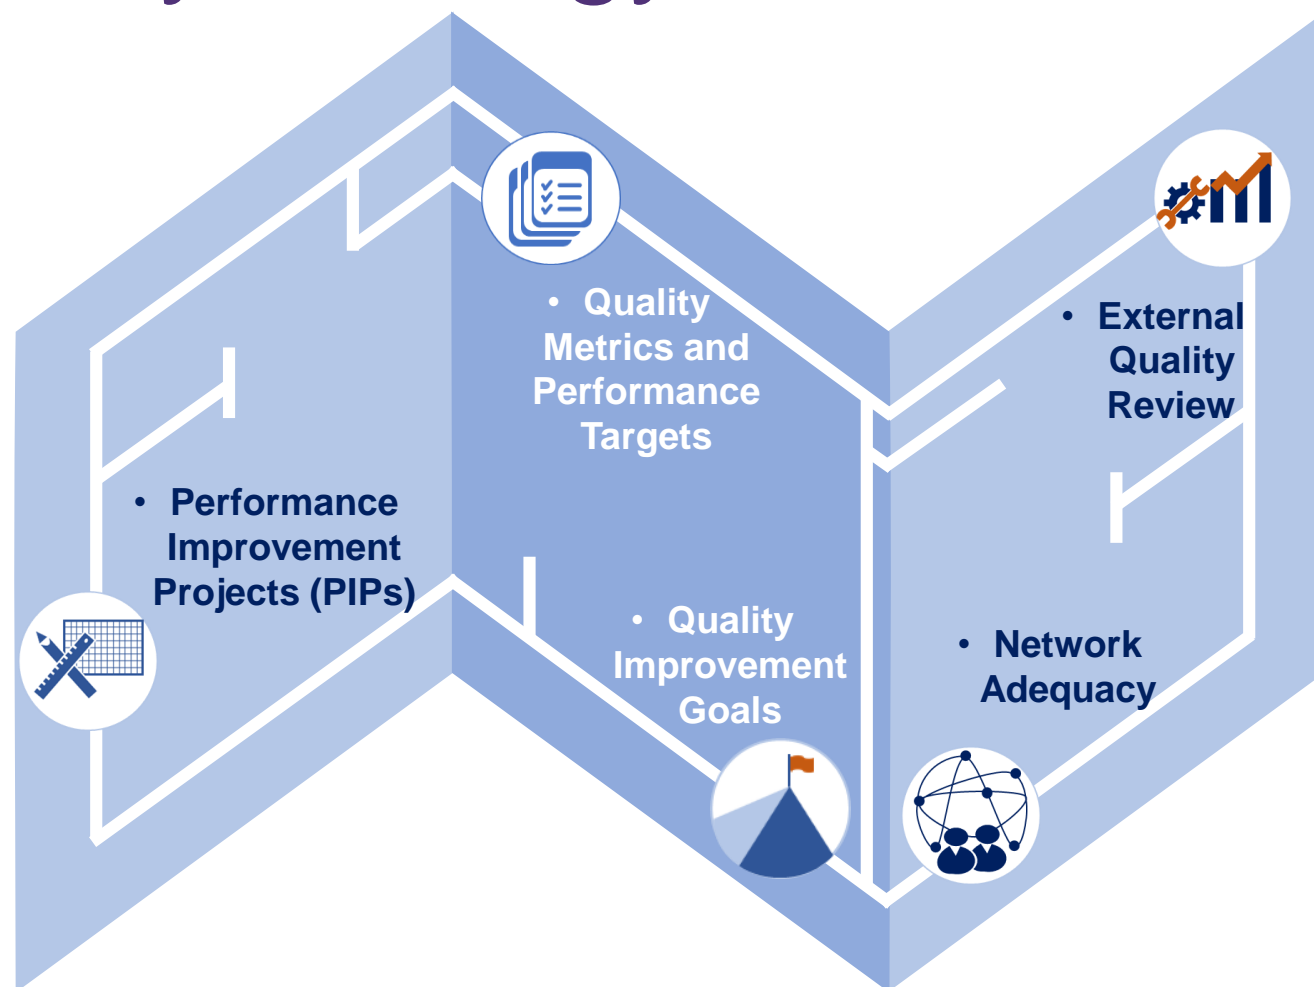 • Quality
Metrics and
Performance
Targets
• External
Quality
Review
• Performance
Improvement
Projects (PIPs)
• Quality
Improvement
Goals
• Network
Adequacy